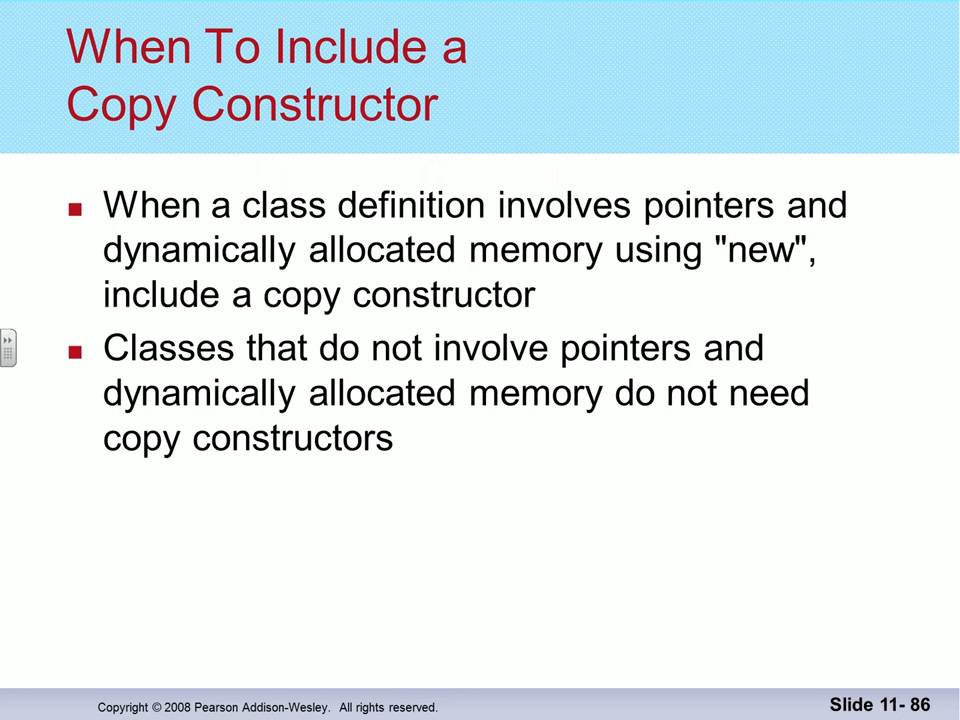 When To Include a
Copy Constructor
When a class definition involves pointers and
dynamically allocated memory using "new",
include a copy constructor
Classes that do not involve pointers and
dynamically allocated memory do not need
copy constructors
Copyright © 2008 Pearson Addison-Wesley. All rights reserved.
Slide 11- 86